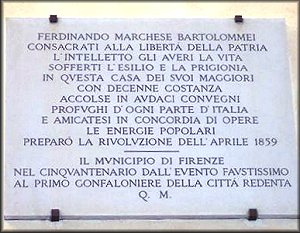 FERDINANDO MARCHESE BARTOLOMMEI
CONSACRATI ALLA LIBERTÀ DELLA PATRIA
L'INTELLETTO GLI AVERI LA VITA
SOFFERTI L'ESILIO E LA PRIGIONIA
IN QVESTA CASA DEI SVOI MAGGIORI
CON DECENNE COSTANZA
ACCOLSE IN AVDACI CONVEGNI
PROFVGHI D'OGNI PARTE D'ITALIA
E AMICATESI IN CONCORDIA DI OPERE
LE ENERGIE POPOLARI
PREPARÒ LA RIVOLVZIONE DELL'APRILE 1859
IL MVNICIPIO DI FIRENZE
NEL CINQVANTENARIO DALL'EVENTO FAVSTISSIMO
AL PRIMO GONFALONIERE DELLA CITTÀ REDENTA
Q. M.